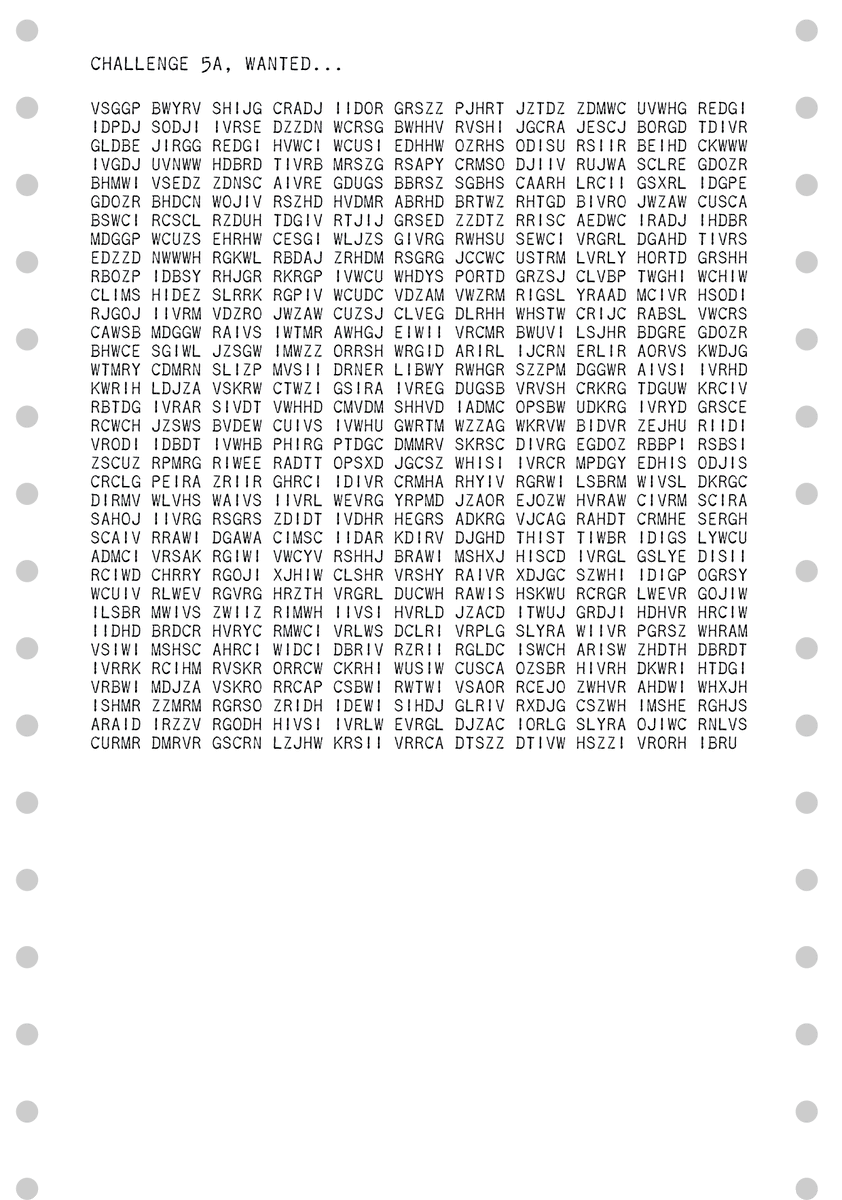 CHALLENGE 5A, WANTED...
VSGGP BWYRV SHIJG CRADJ IIDOR GRSZZ PJHRT JZTDZ ZDMWC UVWHG REDGI
IDPDJ SODJI IVRSE DZZDN WCRSG BWHHV RVSHI JGCRA JESCJ BORGD TDIVR
GLDBE JIRGG REDGI HVWCI WCUSI EDHHW OZRHS ODISU RSIIR BEIHD CKWWW
IVGDJ UVNWW HDBRD TIVRB MRSZG RSAPY CRMSO DJIIV RUJWA SCLRE GDOZR
BHMWI VSEDZ ZDNSC AIVRE GDUGS BBRSZ SGBHS CAARH LRCII GSXRL IDGPE
GDOZR BHDCN WOJIV RSZHD HVDMR ABRHD BRTWZ RHTGD BIVRO JWZAW CUSCA
BSWCI RCSCL RZDUH TDGIV RTJIJ GRSED ZZDTZ RRISC AEDWC IRADJ IHDBR
MDGGP WCUZS EHRHW CESGI WLJZS GIVRG RWHSU SEWCI VRGRL DGAHD TIVRS
EDZZD NWWWH RGKWL RBDAJ ZRHDM RSGRG JCCWC USTRM LVRLY HORTD GRSHH
RBOZP IDBSY RHJGR RKRGP IVWCU WHDYS PORTD GRZSJ CLVBP TWGHI WCHIW
CLIMS HIDEZ SLRRK RGPIV WCUDC VDZAM VWZRM RIGSL YRAAD MCIVR HSODI
RJGOJ IIVRM VDZRO JWZAW CUZSJ CLVEG DLRHH WHSTW CRIJC RABSL VWCRS
CAWSB MDGGW RAIVS IWTMR AWHGJ EIWII VRCMR BWUVI LSJHR BDGRE GDOZR
BHWCE SGIWL JZSGW IMWZZ ORRSH WRGID ARIRL IJCRN ERLIR AORVS KWDJG
WTMRY CDMRN SLIZP MVSII DRNER LIBWY RWHGR SZZPM DGGWR AIVSI IVRHD
KWRIH LDJZA VSKRW CTWZI GSIRA IVREG DUGSB VRVSH CRKRG TDGUW KRCIV
RBTDG IVRAR SIVDT VWHHD CMVDM SHHVD IADMC OPSBW UDKRG IVRYD GRSCE
RCWCH JZSWS BVDEW CUIVS IVWHU GWRTM WZZAG WKRVW BIDVR ZEJHU RIIDI
VRODI IDBDT IVWHB PHIRG PTDGC DMMRV SKRSC DIVRG EGDOZ RBBPI RSBSI
ZSCUZ RPMRG RIWEE RADTT OPSXD JGCSZ WHISI IVRCR MPDGY EDHIS ODJIS
CRCLG PEIRA ZRIIR GHRCI IDIVR CRMHA RHYIV RGRWI LSBRM WIVSL DKRGC
DIRMV WLVHS WAIVS IIVRL WEVRG YRPMD JZAOR EJOZW HVRAW CIVRM SCIRA
SAHOJ IIVRG RSGRS ZDIDT IVDHR HEGRS ADKRG VJCAG RAHDT CRMHE SERGH
SCAIV RRAWI DGAWA CIMSC IIDAR KDIRV DJGHD THIST TIWBR IDIGS LYWCU
ADMCI VRSAK RGIWI VWCYV RSHHJ BRAWI MSHXJ HISCD IVRGL GSLYE DISII
RCIWD CHRRY RGOJI XJHIW CLSHR VRSHY RAIVR XDJGC SZWHI IDIGP OGRSY
WCUIV RLWEV RGVRG HRZTH VRGRL DUCWH RAWIS HSKWU RCRGR LWEVR GOJIW
ILSBR MWIVS ZWIIZ RIMWH IIVSI HVRLD JZACD ITWUJ GRDJI HDHVR HRCIW
IIDHD BRDCR HVRYC RMWCI VRLWS DCLRI VRPLG SLYRA WIIVR PGRSZ WHRAM
VSIWI MSHSC AHRCI WIDCI DBRIV RZRII RGLDC ISWCH ARISW ZHDTH DBRDT
IVRRK RCIHM RVSKR ORRCW CKRHI WUSIW CUSCA OZSBR HIVRH DKWRI HTDGI
VRBWI MDJZA VSKRO RRCAP CSBWI RWTWI VSAOR RCEJO ZWHVR AHDWI WHXJH
ISHMR ZZMRM RGRSO ZRIDH IDEWI SIHDJ GLRIV RXDJG CSZWH IMSHE RGHJS
ARAID IRZZV RGODH HIVSI IVRLW EVRGL DJZAC IORLG SLYRA OJIWC RNLVS
CURMR DMRVR GSCRN LZJHW KRSII VRRCA DTSZZ DTIVW HSZZI VRORH IBRU